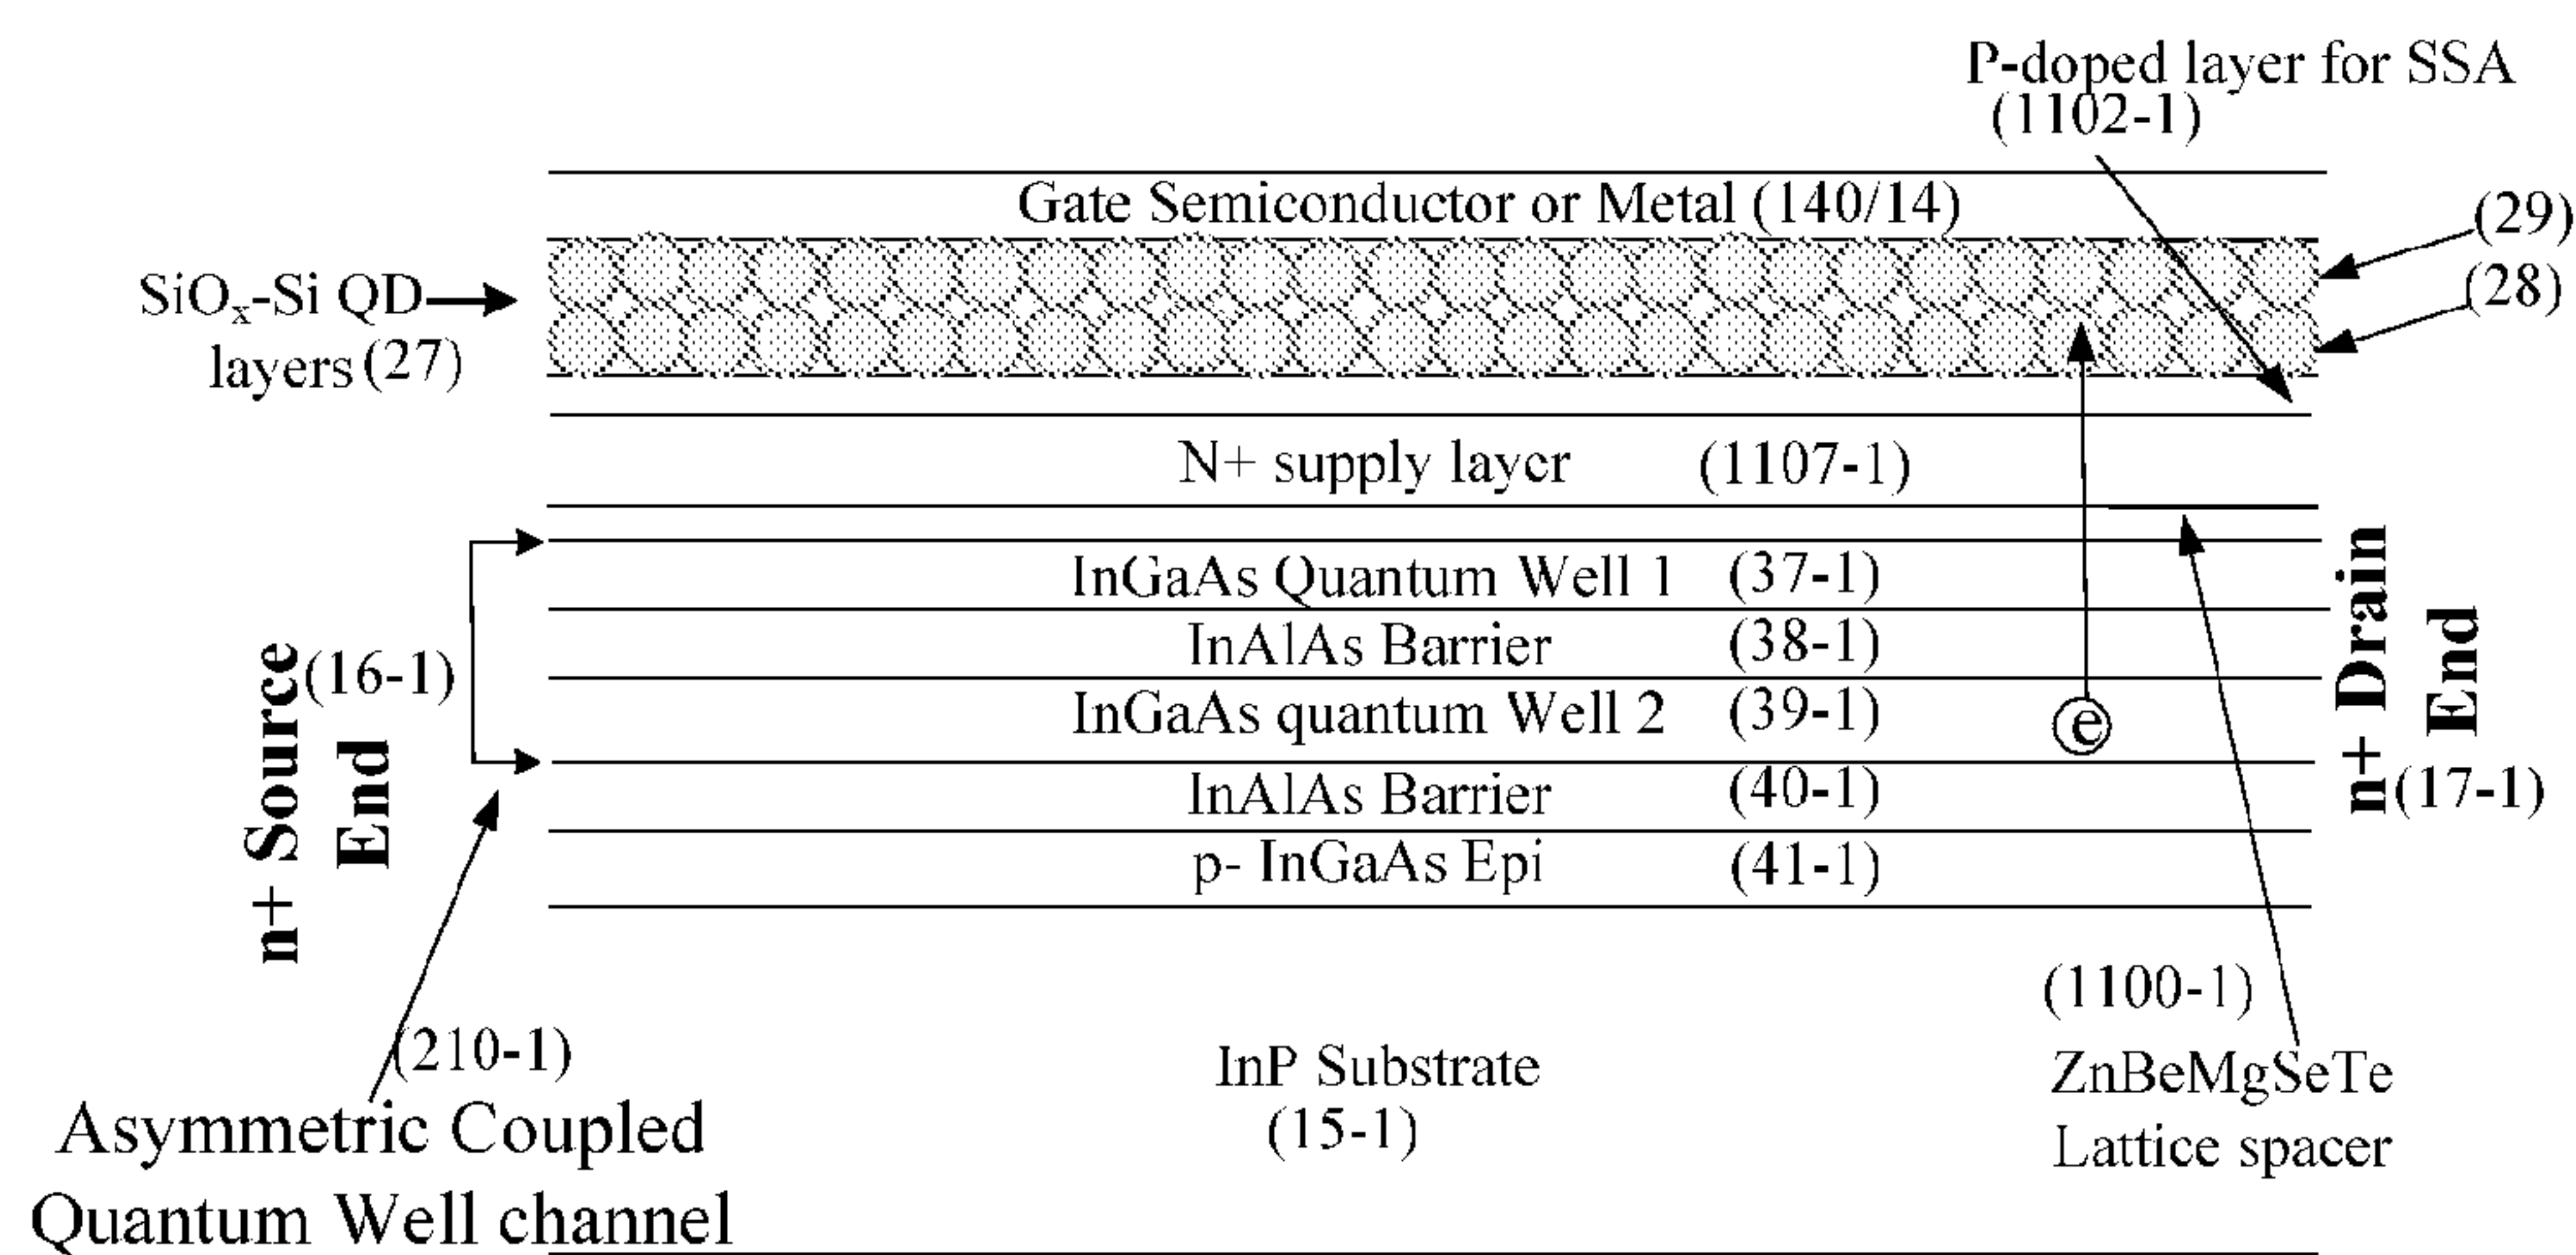 P-doped layer for SSA
(1102-1)
Gate Semiconductor or Metal (140/14)
(29)
(28)
SiOx-Si QD
layers (27)
N+ supply layer (1107-1)
InGaAs Quantum Well 1 (37-1)
InAlAs Barrier (38-1)
InGaAs quantum Well 2 (39-1)
e
InAlAs Barrier (40-1)
p- InGaAs Epi (41-1)
n+ Source
End
(16-1)
n+ Drain
End
(17-1)
(210-1)
Asymmetric Coupled
Quantum Well channel
InP Substrate
(15-1)
(1100-1)
ZnBeMgSeTe
Lattice spacer